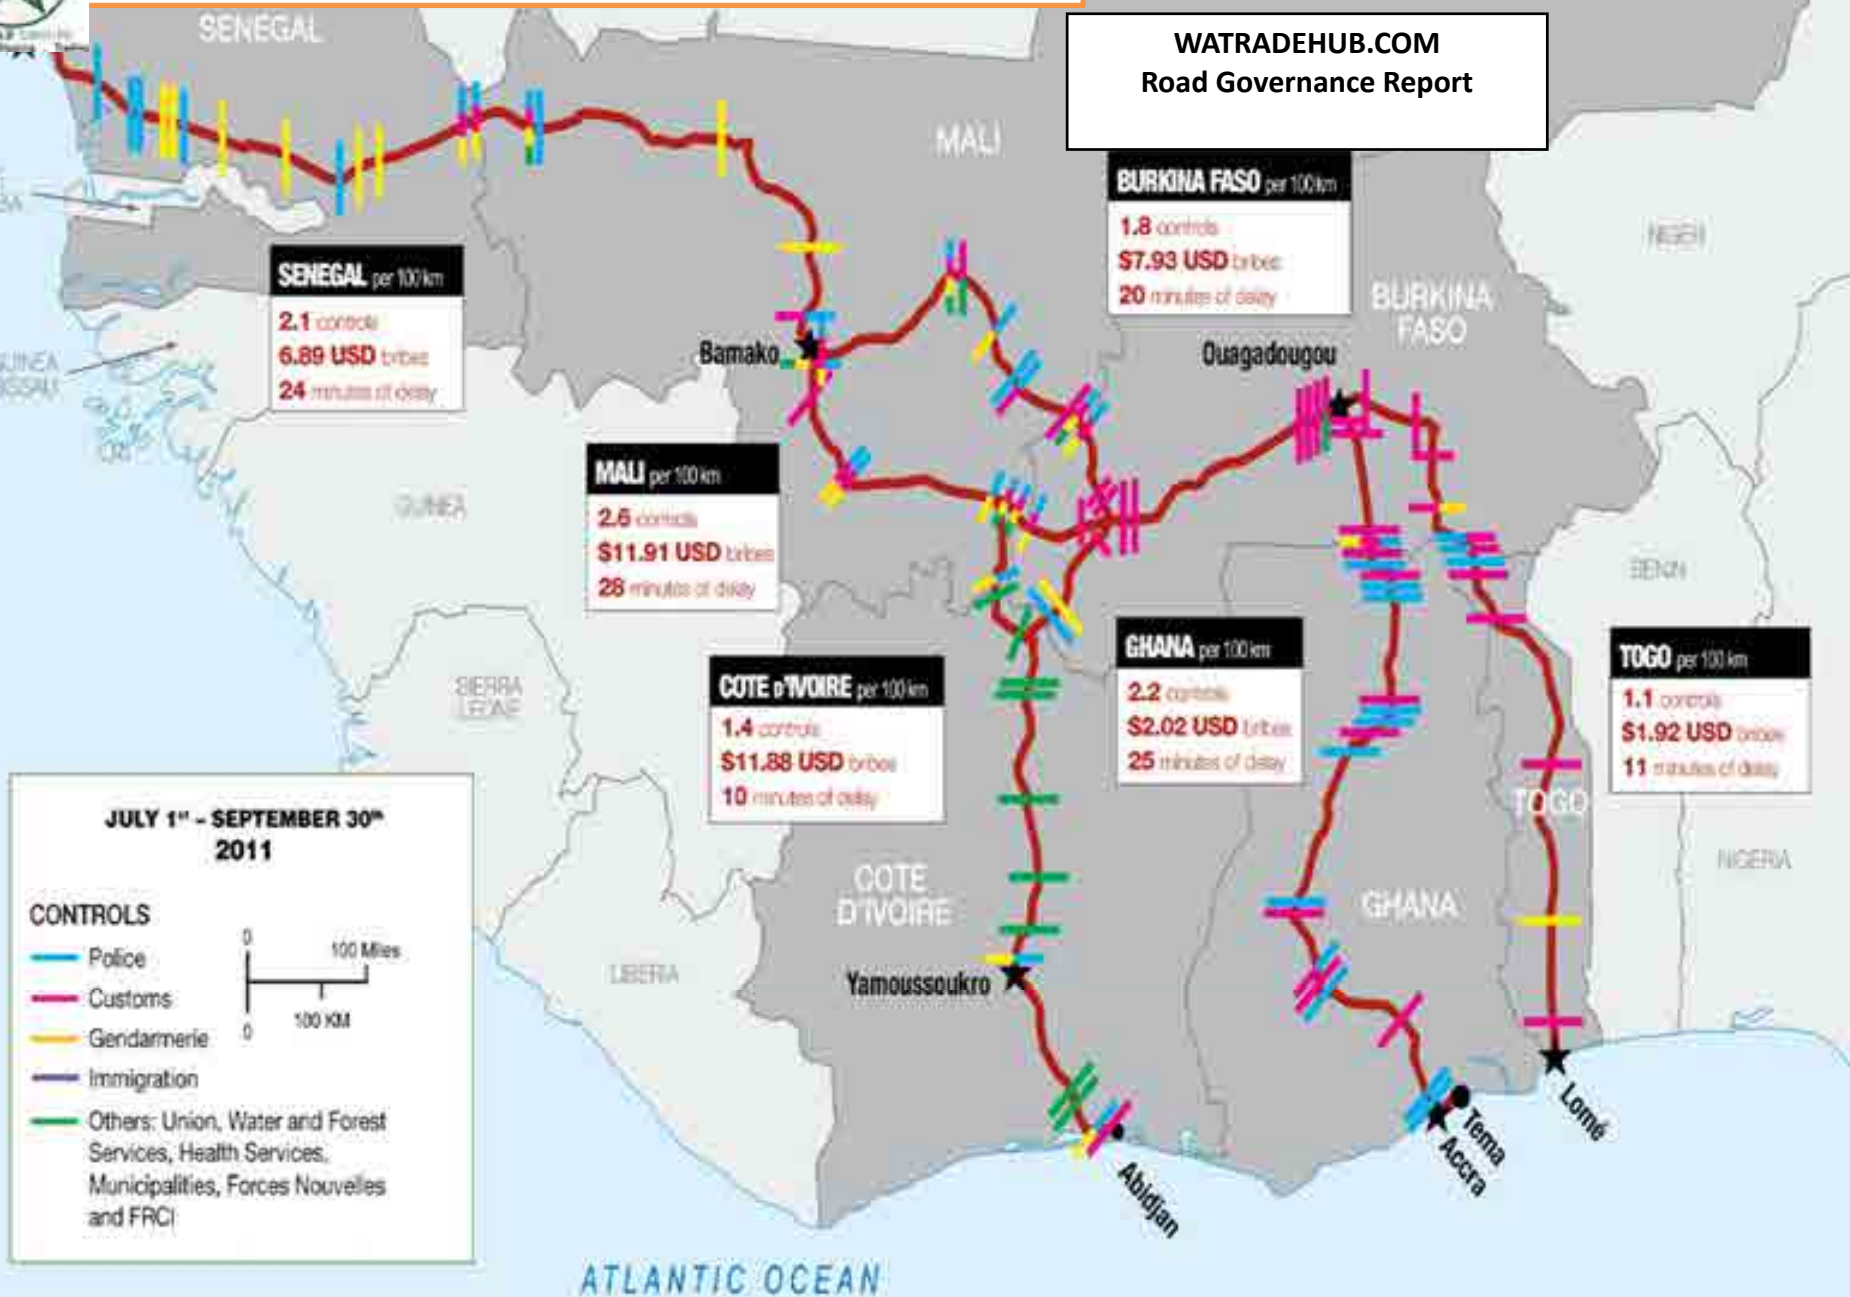 WATRADEHUB.COM
Road Governance Report
SENEGAL
MALI
NIGER
BURKINA
FASO
BURKINA FASO per 100km
1.8 controls
$7.93 USD bribes
20 minutes of delay
SENEGAL per 100 km
2.1 controls
6.89 USD bribes
24 minutes of delay
Bamako
Ouagadougou
MALI per 100 km
2.6 controls
$11.91 USD bribes
28 minutes of delay
GUINEA
BENIN
SIERRA
LEONE
COTE D'IVOIRE per 100 km
1.4 controls
$11.88 USD bribes
10 minutes of delay
GHANA per 100 km
2.2 controls
$2.02 USD bribes
25 minutes of delay
TOGO per 100 km
1.1 controls
$1.92 USD bribes
11 minutes of delay
TOGO
NIGERIA
COTE
D'IVOIRE
GHANA
LIBERIA
Yamoussoukro
Abidjan
Accra
Tema
Lomé
JULY 1st - SEPTEMBER 30th
2011
CONTROLS
0 100 Miles
0 100 KM
Police
Customs
Gendarmerie
Immigration
Others: Union, Water and Forest
Services, Health Services,
Municipalities, Forces Nouvelles
and FRCI
ATLANTIC OCEAN